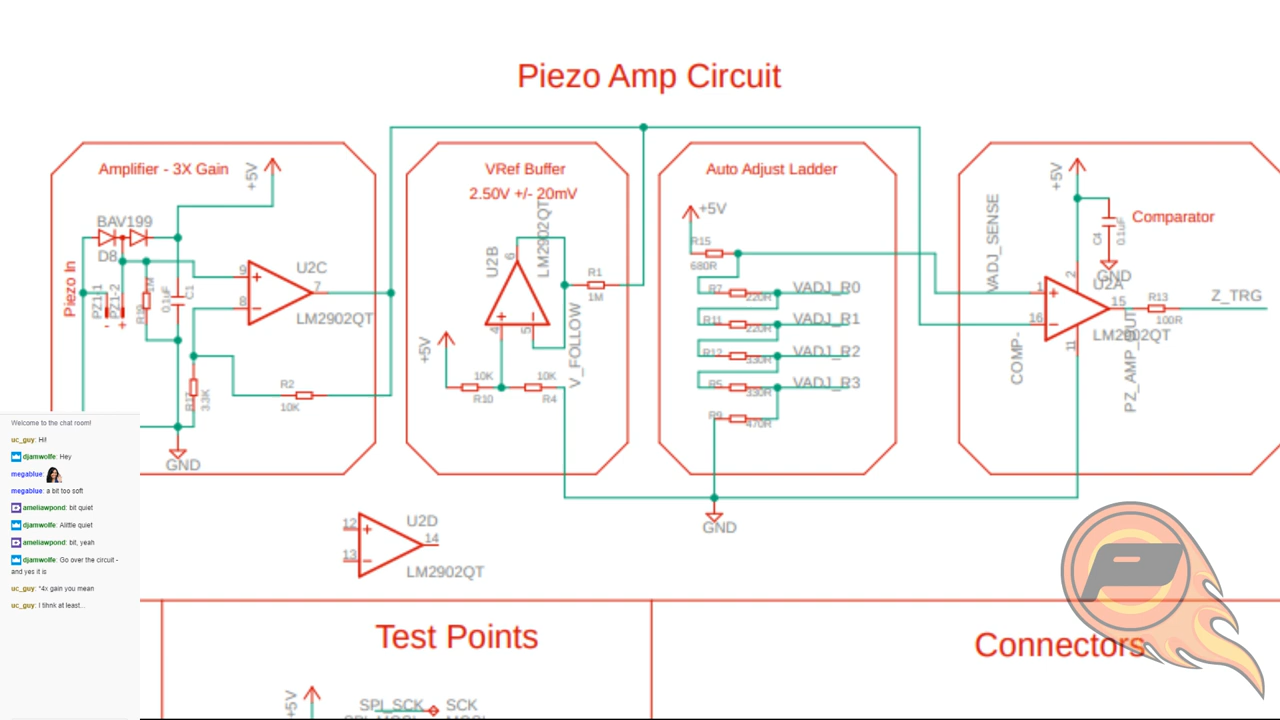 Piezo Amp Circuit
Amplifier - 3X Gain
+5V
BAV199
D8
Piezo In
PZ1-1
PZ1-2
1M
0.1uF
C1
9
8
U2C
7
LM2902QT
R2
10K
3.3K
GND
VRef Buffer
2.50V +/- 20mV
LM2902QT
U2B
6
4
5
+5V
R1
1M
V_FOLLOW
10K
R10
10K
R4
Auto Adjust Ladder
+5V
R15
680R
R7
220R
VADJ_R0
R11
220R
VADJ_R1
R12
330R
VADJ_R2
R5
330R
VADJ_R3
R9
470R
GND
VADJ_SENSE
+5V
C4
0.1uF
Comparator
GND
2
U2A
1
16
15
11
LM2902QT
R13
100R
Z_TRG
COMP-
12
13
U2D
14
LM2902QT
Test Points
Connectors
+5V
SPI_SCK
SCK
Welcome to the chat room!
uc_guy: Hi!
djamwolfe: Hey
megablue:
megablue: a bit too soft
ameliawpond: bit quiet
djamwolfe: Alittle quiet
ameliawpond: bit, yeah
djamwolfe: Go over the circuit -
and yes it is
uc_guy: *4x gain you mean
uc_guy: I tihnk at least...